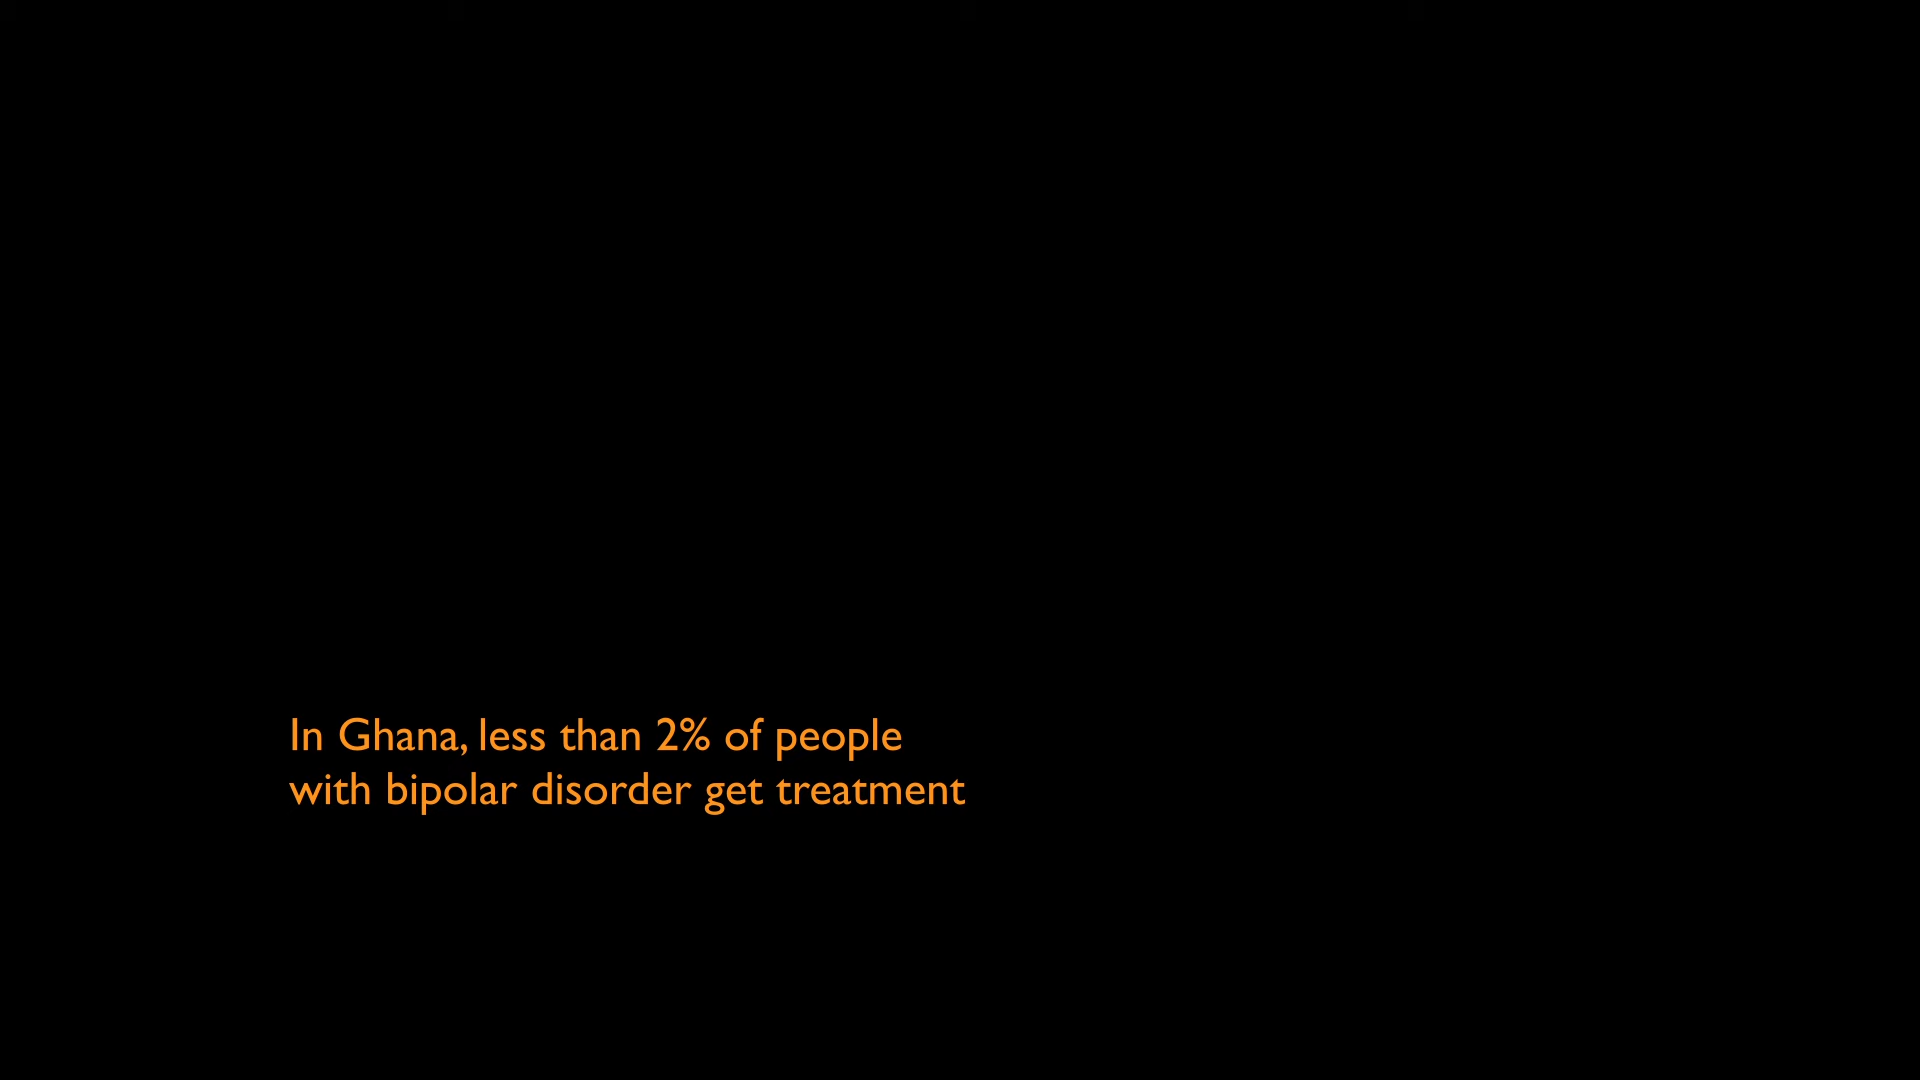 In Ghana, less than 2% of people
with bipolar disorder get treatment